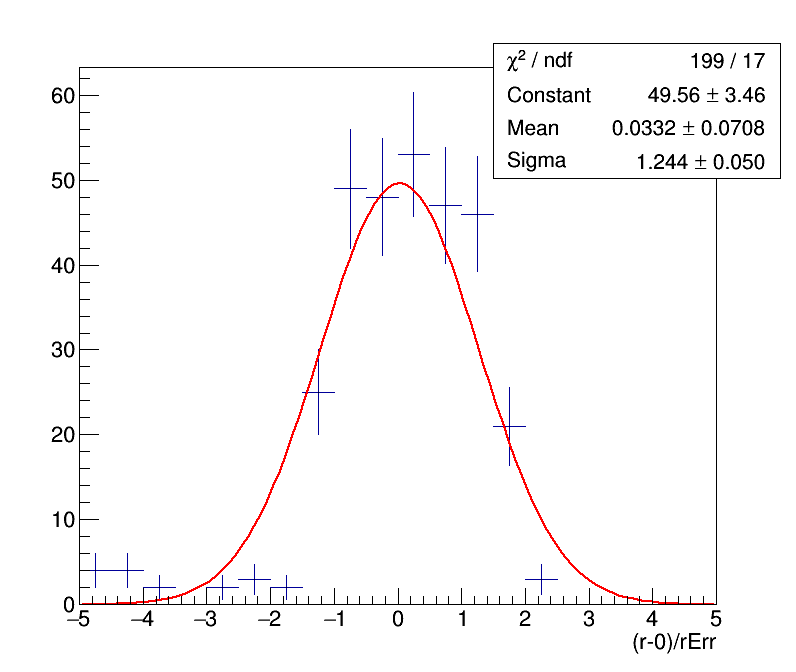 χ² / ndf 199 / 17
Constant 49.56 ± 3.46
Mean 0.0332 ± 0.0708
Sigma 1.244 ± 0.050
60
50
40
30
20
10
0
−5 −4 −3 −2 −1 0 1 2 3 4 5
(r-0)/rErr